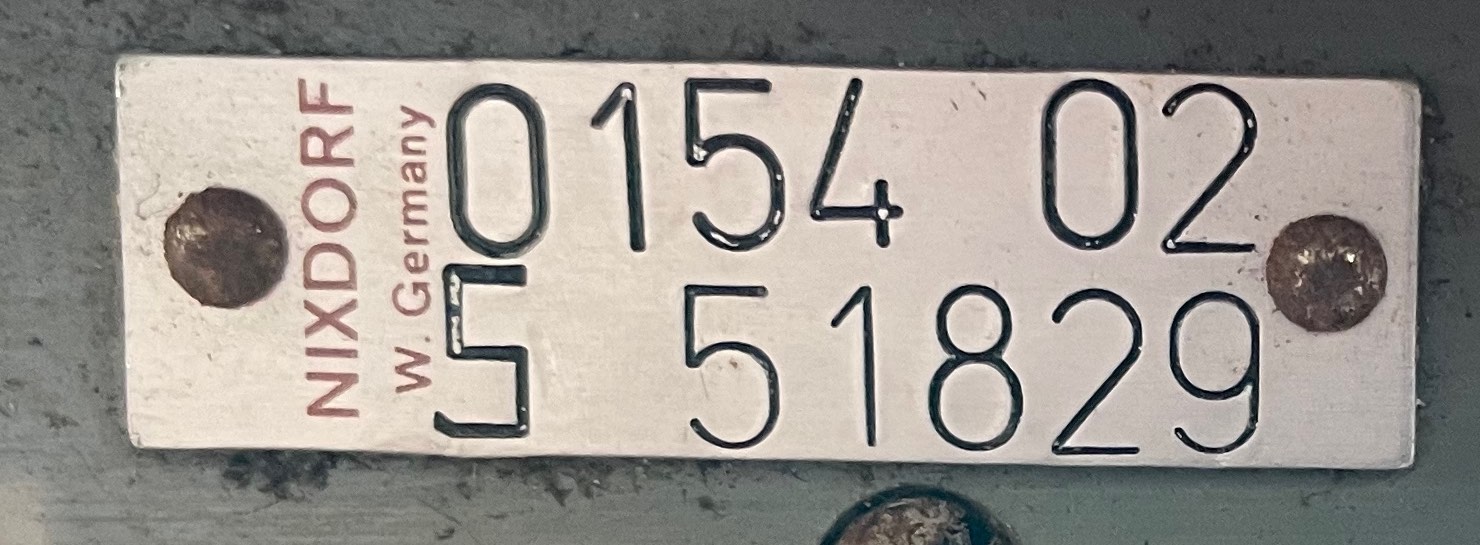 NIXDORF
W. Germany
0154 02
5 51829